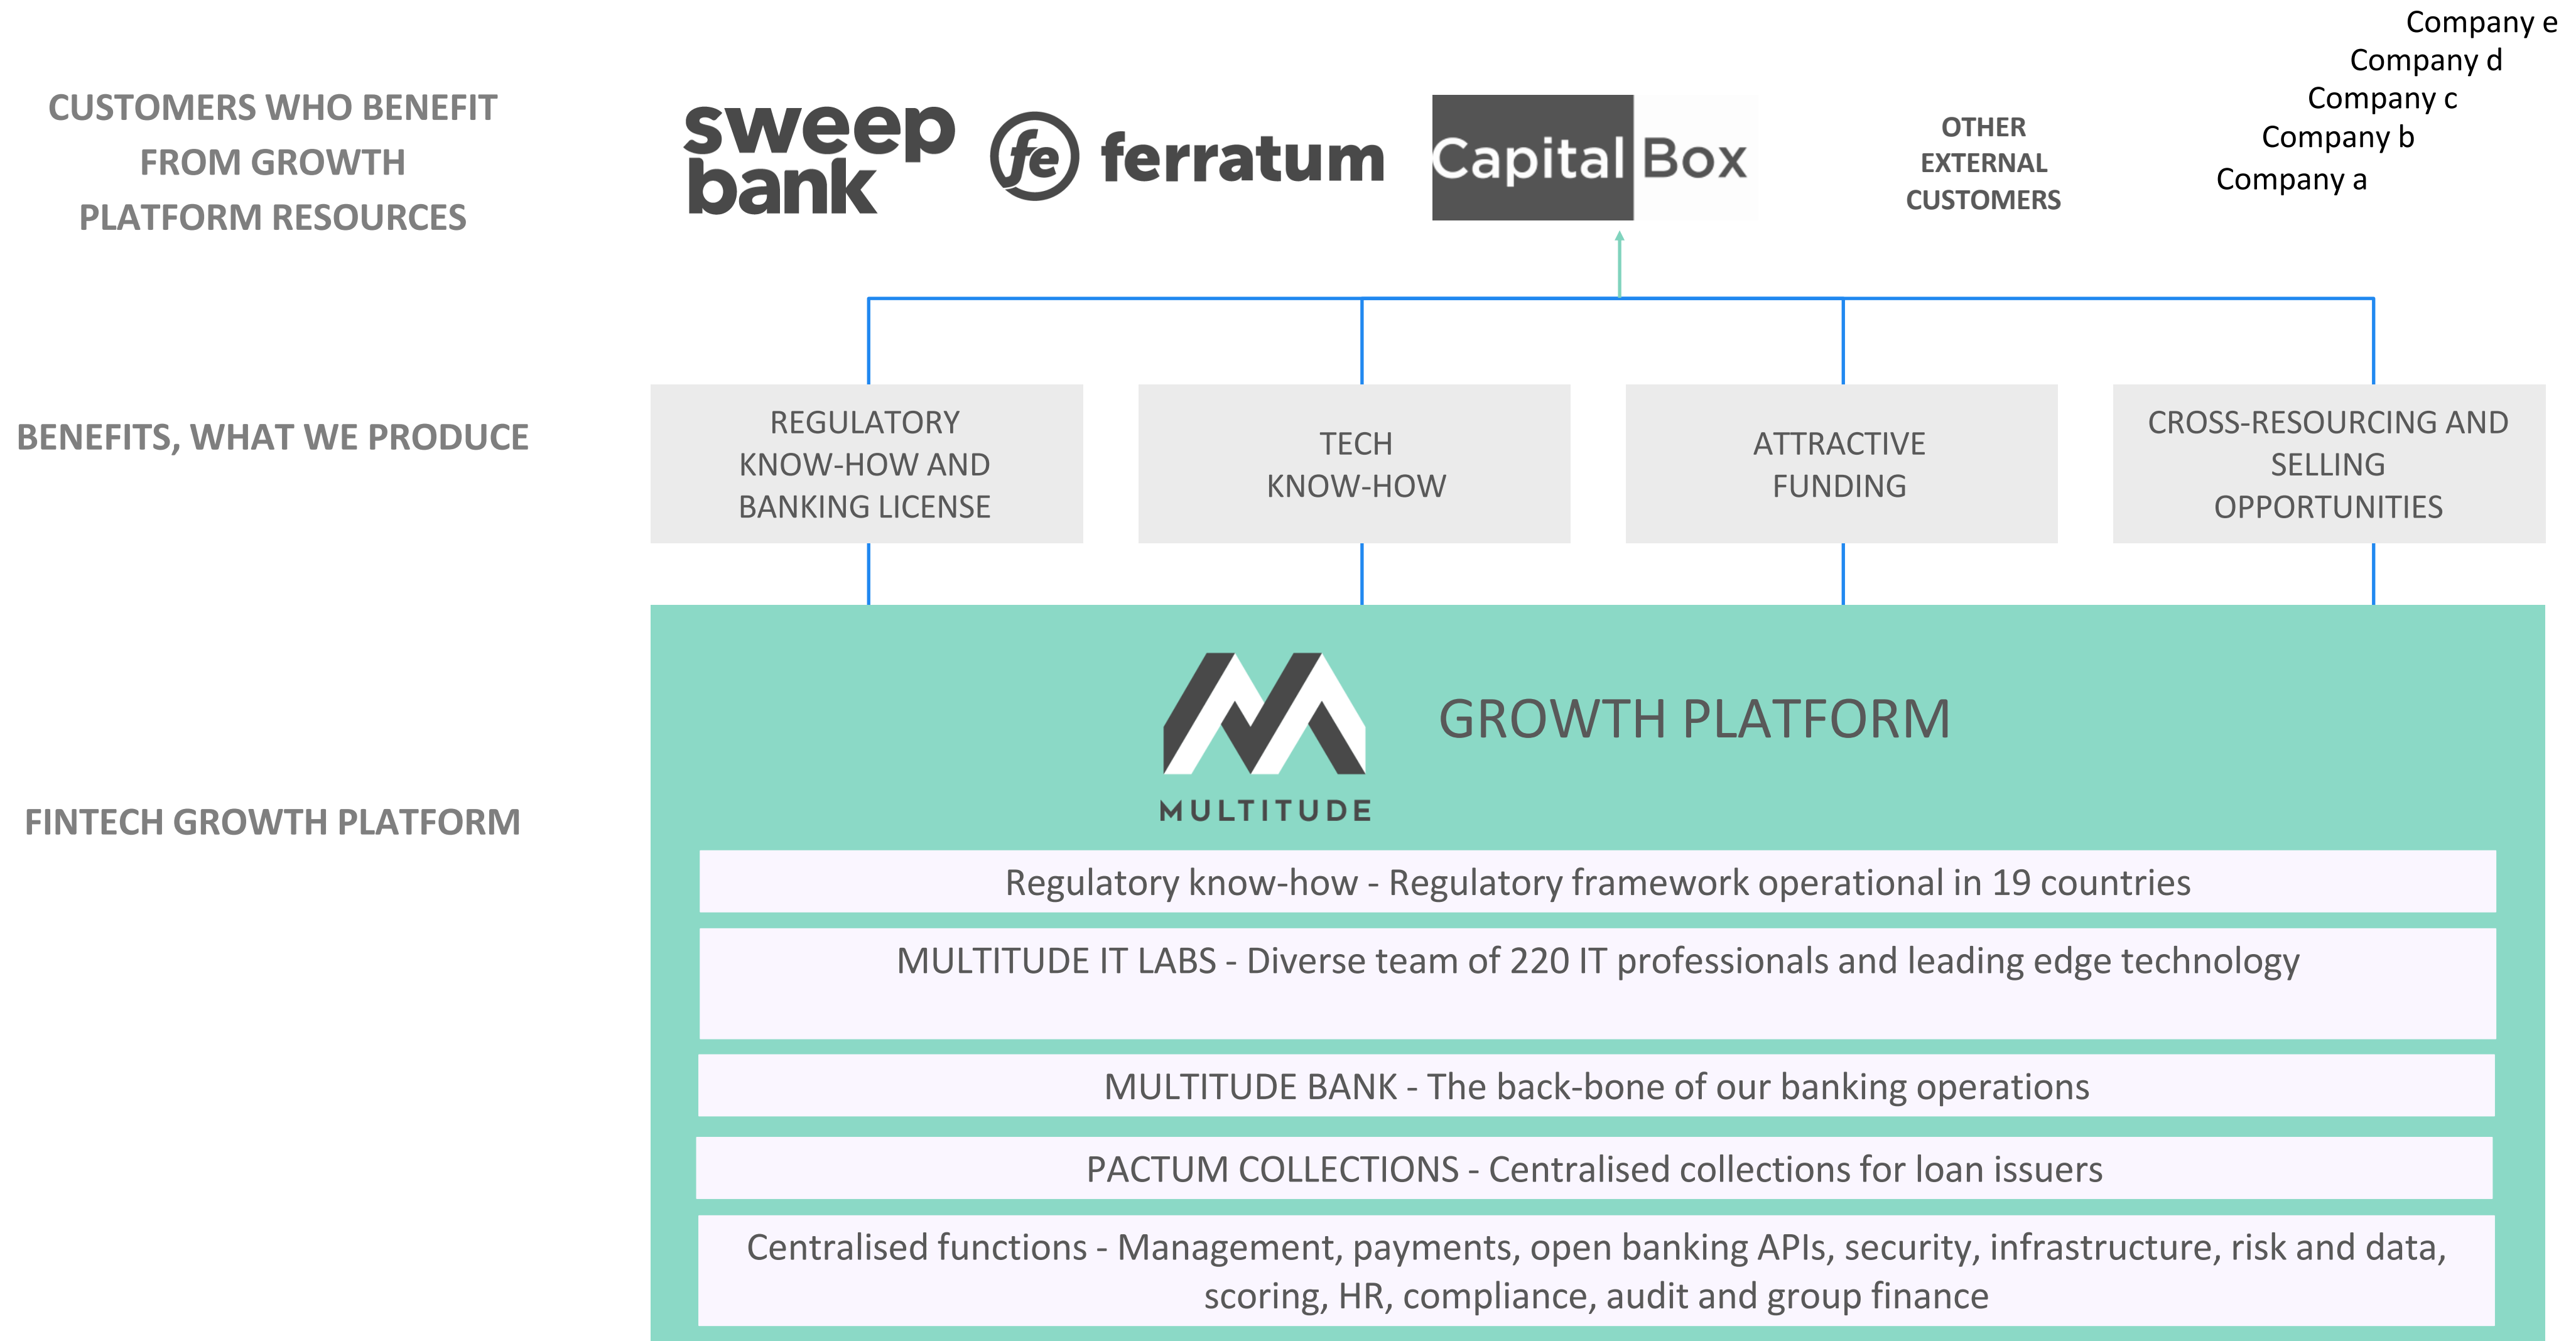 CUSTOMERS WHO BENEFIT
FROM GROWTH
PLATFORM RESOURCES
sweep
bank
fe ferratum
Capital Box
OTHER
EXTERNAL
CUSTOMERS
Company e
Company d
Company c
Company b
Company a
BENEFITS, WHAT WE PRODUCE
REGULATORY
KNOW-HOW AND
BANKING LICENSE
TECH
KNOW-HOW
ATTRACTIVE
FUNDING
CROSS-RESOURCING AND
SELLING
OPPORTUNITIES
FINTECH GROWTH PLATFORM
MULTITUDE
GROWTH PLATFORM
Regulatory know-how - Regulatory framework operational in 19 countries
MULTITUDE IT LABS - Diverse team of 220 IT professionals and leading edge technology
MULTITUDE BANK - The back-bone of our banking operations
PACTUM COLLECTIONS - Centralised collections for loan issuers
Centralised functions - Management, payments, open banking APIs, security, infrastructure, risk and data,
scoring, HR, compliance, audit and group finance